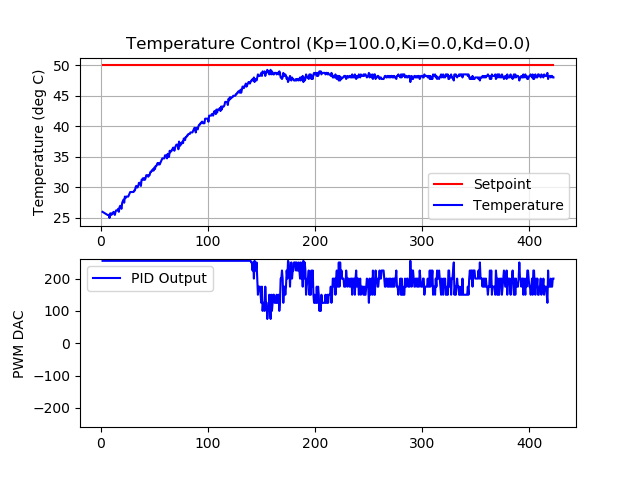 Temperature Control (Kp=100.0,Ki=0.0,Kd=0.0)
Temperature (deg C)
50
45
40
35
30
25
Setpoint
Temperature
0 100 200 300 400
PWM DAC
200
100
0
−100
−200
PID Output
0 100 200 300 400